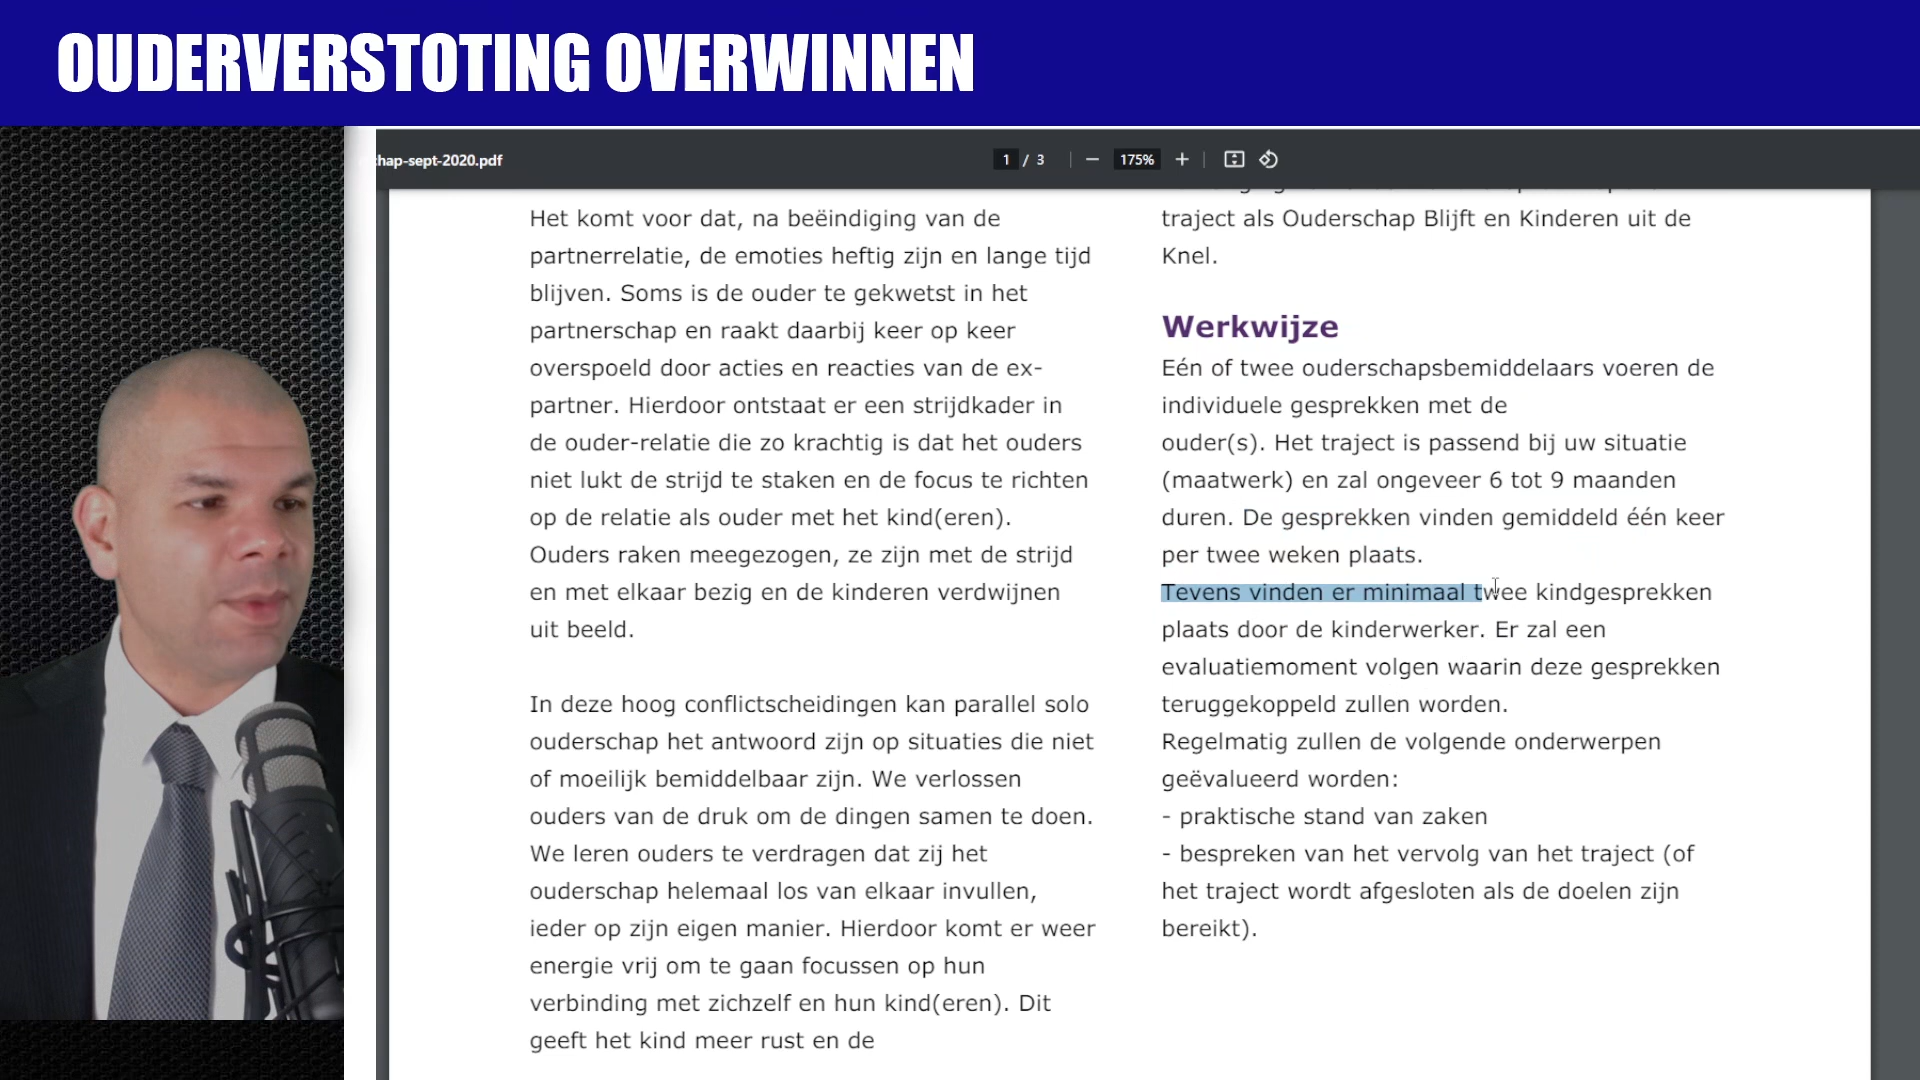 OUDERVERSTOTING OVERWINNEN
chap-sept-2020.pdf
1 / 3
175%
Het komt voor dat, na beëindiging van de
partnerrelatie, de emoties heftig zijn en lange tijd
blijven. Soms is de ouder te gekwetst in het
partnerschap en raakt daarbij keer op keer
overspoeld door acties en reacties van de ex-
partner. Hierdoor ontstaat er een strijdkader in
de ouder-relatie die zo krachtig is dat het ouders
niet lukt de strijd te staken en de focus te richten
op de relatie als ouder met het kind(eren).
Ouders raken meegezogen, ze zijn met de strijd
en met elkaar bezig en de kinderen verdwijnen
uit beeld.
In deze hoog conflictscheidingen kan parallel solo
ouderschap het antwoord zijn op situaties die niet
of moeilijk bemiddelbaar zijn. We verlossen
ouders van de druk om de dingen samen te doen.
We leren ouders te verdragen dat zij het
ouderschap helemaal los van elkaar invullen,
ieder op zijn eigen manier. Hierdoor komt er weer
energie vrij om te gaan focussen op hun
verbinding met zichzelf en hun kind(eren). Dit
geeft het kind meer rust en de
traject als Ouderschap Blijft en Kinderen uit de
Knel.
Werkwijze
Eén of twee ouderschapsbemiddelaars voeren de
individuele gesprekken met de
ouder(s). Het traject is passend bij uw situatie
(maatwerk) en zal ongeveer 6 tot 9 maanden
duren. De gesprekken vinden gemiddeld één keer
per twee weken plaats.
Tevens vinden er minimaal twee kindgesprekken
plaats door de kinderwerker. Er zal een
evaluatiemoment volgen waarin deze gesprekken
teruggekoppeld zullen worden.
Regelmatig zullen de volgende onderwerpen
geëvalueerd worden:
- praktische stand van zaken
- bespreken van het vervolg van het traject (of
het traject wordt afgesloten als de doelen zijn
bereikt).